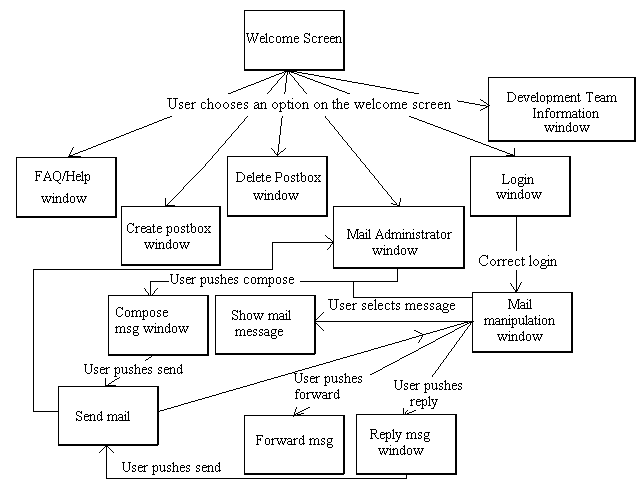 Welcome Screen
User chooses an option on the welcome screen
Development Team
Information
window
FAQ/Help
window
Create postbox
window
Delete Postbox
window
Mail Administrator
window
Login
window
Correct login
User pushes compose
Compose
msg window
Show mail
message
User selects message
Mail
manipulation
window
User pushes send
Send mail
User pushes
forward
User pushes
reply
Forward msg
Reply msg
window
User pushes send